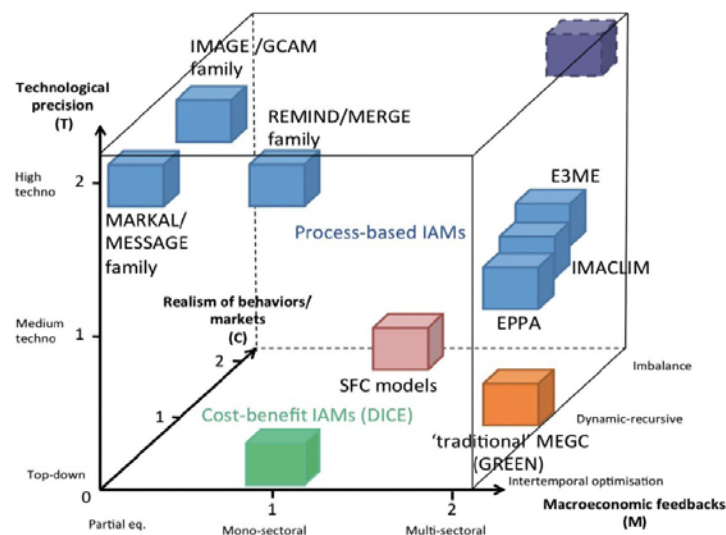 IMAGE /GCAM
family
Technological
precision
(T)
REMIND/MERGE
family
High
techno
2
E3ME
MARKAL/
MESSAGE
family
Process-based IAMs
IMACLIM
EPPA
Realism of behaviors/
markets
(C)
Medium
techno
1
2
SFC models
Imbalance
1
Cost-benefit IAMs (DICE)
Dynamic-recursive
‘traditional’ MEGC
(GREEN)
Top-down
Intertemporal optimisation
0
1
2
Macroeconomic feedbacks
(M)
Partial eq.
Mono-sectoral
Multi-sectoral